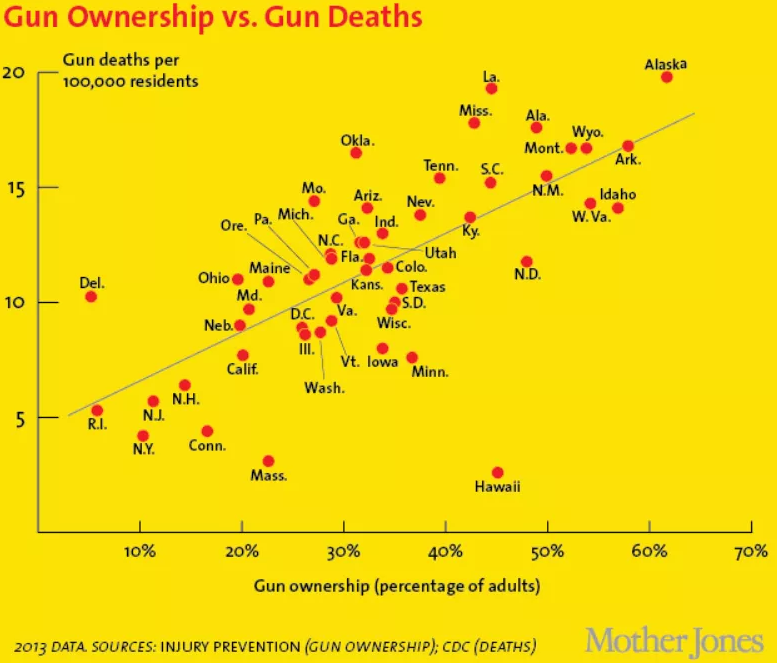 Gun Ownership vs. Gun Deaths
Gun deaths per
100,000 residents
20
15
10
5
Alaska
La.
Miss.
Ala.
Wyo.
Mont.
Ark.
Okla.
Tenn.
S.C.
N.M.
Idaho
W.Va.
Mo.
Ariz.
Nev.
Ky.
Ore.
Pa.
Mich.
Ga.
Ind.
N.C.
Fla.
Utah
N.D.
Ohio
Maine
Kans.
Colo.
Del.
Md.
Texas
S.D.
Neb.
D.C.
Va.
Wisc.
Ill.
Calif.
Vt.
Iowa
Minn.
Wash.
N.H.
R.I.
N.J.
N.Y.
Conn.
Mass.
Hawaii
10%
20%
30%
40%
50%
60%
70%
Gun ownership (percentage of adults)
2013 DATA. SOURCES: INJURY PREVENTION (GUN OWNERSHIP); CDC (DEATHS)
Mother Jones